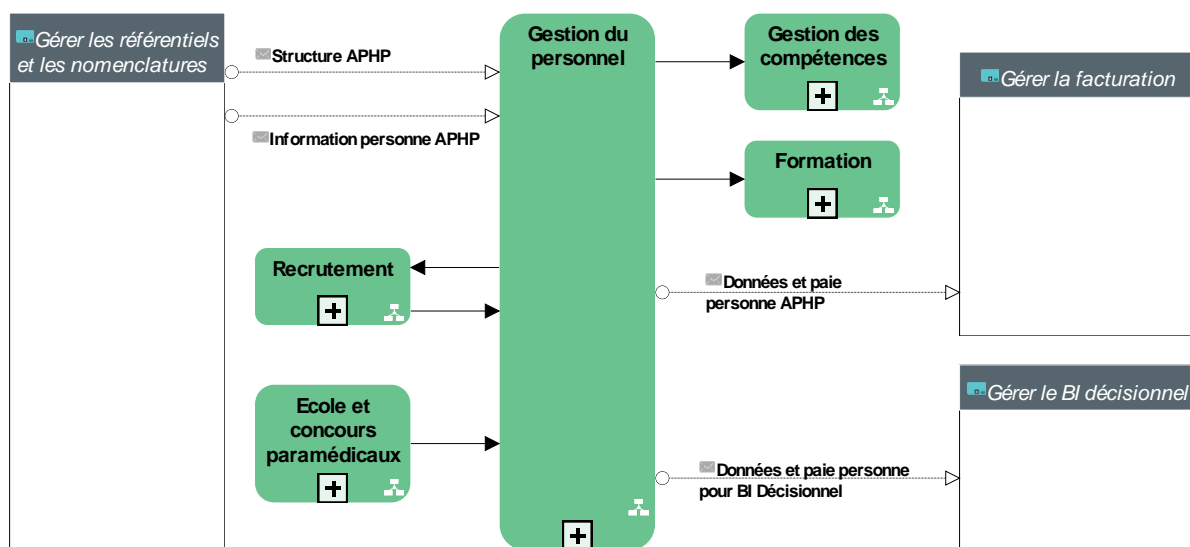 Gérer les référentiels
et les nomenclatures
Structure APHP
Information personne APHP
Gestion du
personnel
Gestion des
compétences
Formation
Gérer la facturation
Recrutement
Données et paie
personne APHP
Ecole et
concours
paramédicaux
Gérer le BI décisionnel
Données et paie personne
pour BI Décisionnel